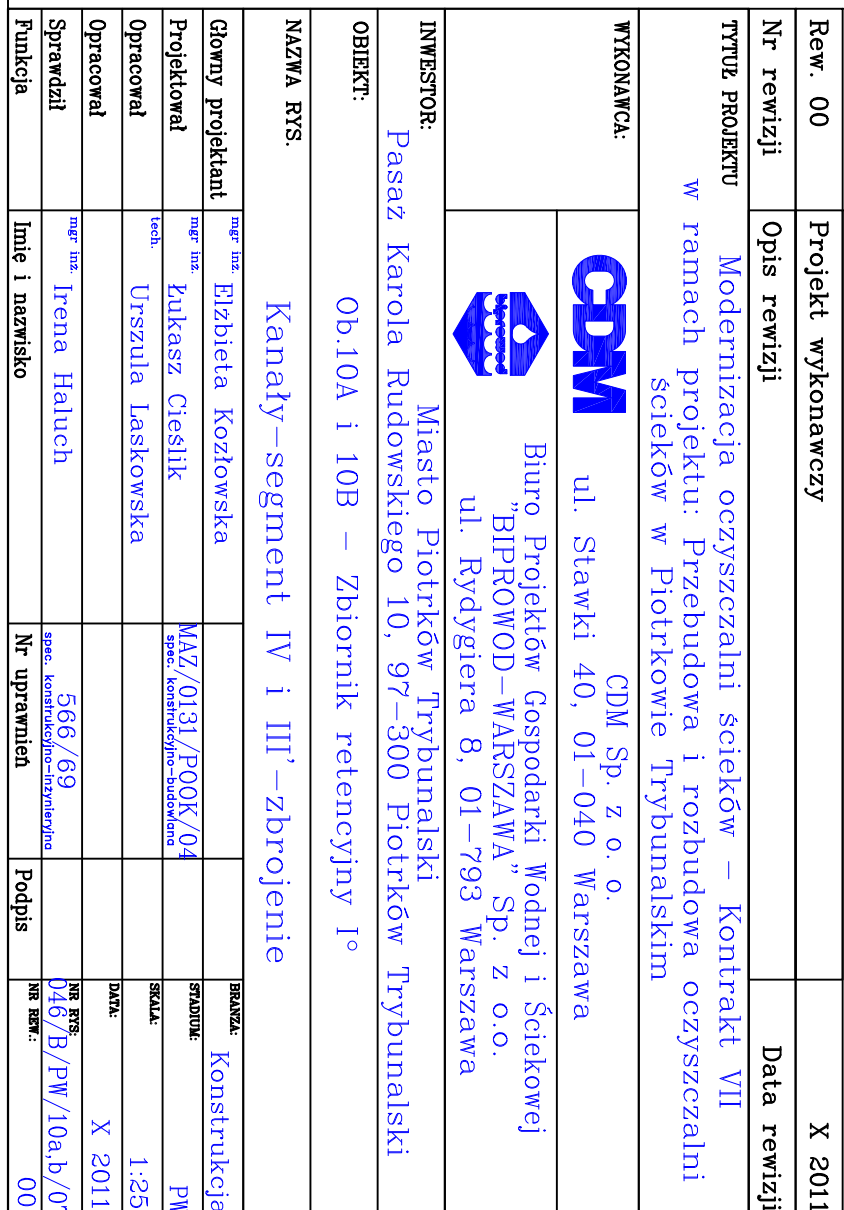 Rew. 00 Projekt wykonawczy X 2011
Nr rewizji Opis rewizji Data rewizji
TYTUŁ PROJEKTU Modernizacja oczyszczalni ścieków – Kontrakt VII
w ramach projektu: Przebudowa i rozbudowa oczyszczalni
ścieków w Piotrkowie Trybunalskim
WYKONAWCA:
CDM
CDM Sp. z o. o.
ul. Stawki 40, 01–040 Warszawa
biprowod
Biuro Projektów Gospodarki Wodnej i Ściekowej
"BIPROWOD–WARSZAWA" Sp. z o.o.
ul. Rydygiera 8, 01–793 Warszawa
INWESTOR: Miasto Piotrków Trybunalski
Pasaż Karola Rudowskiego 10, 97–300 Piotrków Trybunalski
OBIEKT: Ob.10A i 10B – Zbiornik retencyjny I°
NAZWA RYS. Kanały–segment IV i III'–zbrojenie
Głowny projektant mgr inż. Elżbieta Kozłowska BRANŻA: Konstrukcja
Projektował mgr inż. Łukasz Cieślik MAZ/0131/POOK/04 STADIUM: PW
spec. konstrukcyjno–budowlana
Opracował tech. Urszula Laskowska SKALA: 1:25
Opracował DATA: X 2011
Sprawdził mgr inż. Irena Haluch 566/69 NR RYS: 046/B/PW/10a,b/07
spec. konstrukcyjno–inżynieryjna
Funkcja Imię i nazwisko Nr uprawnień Podpis NR REW.: 00